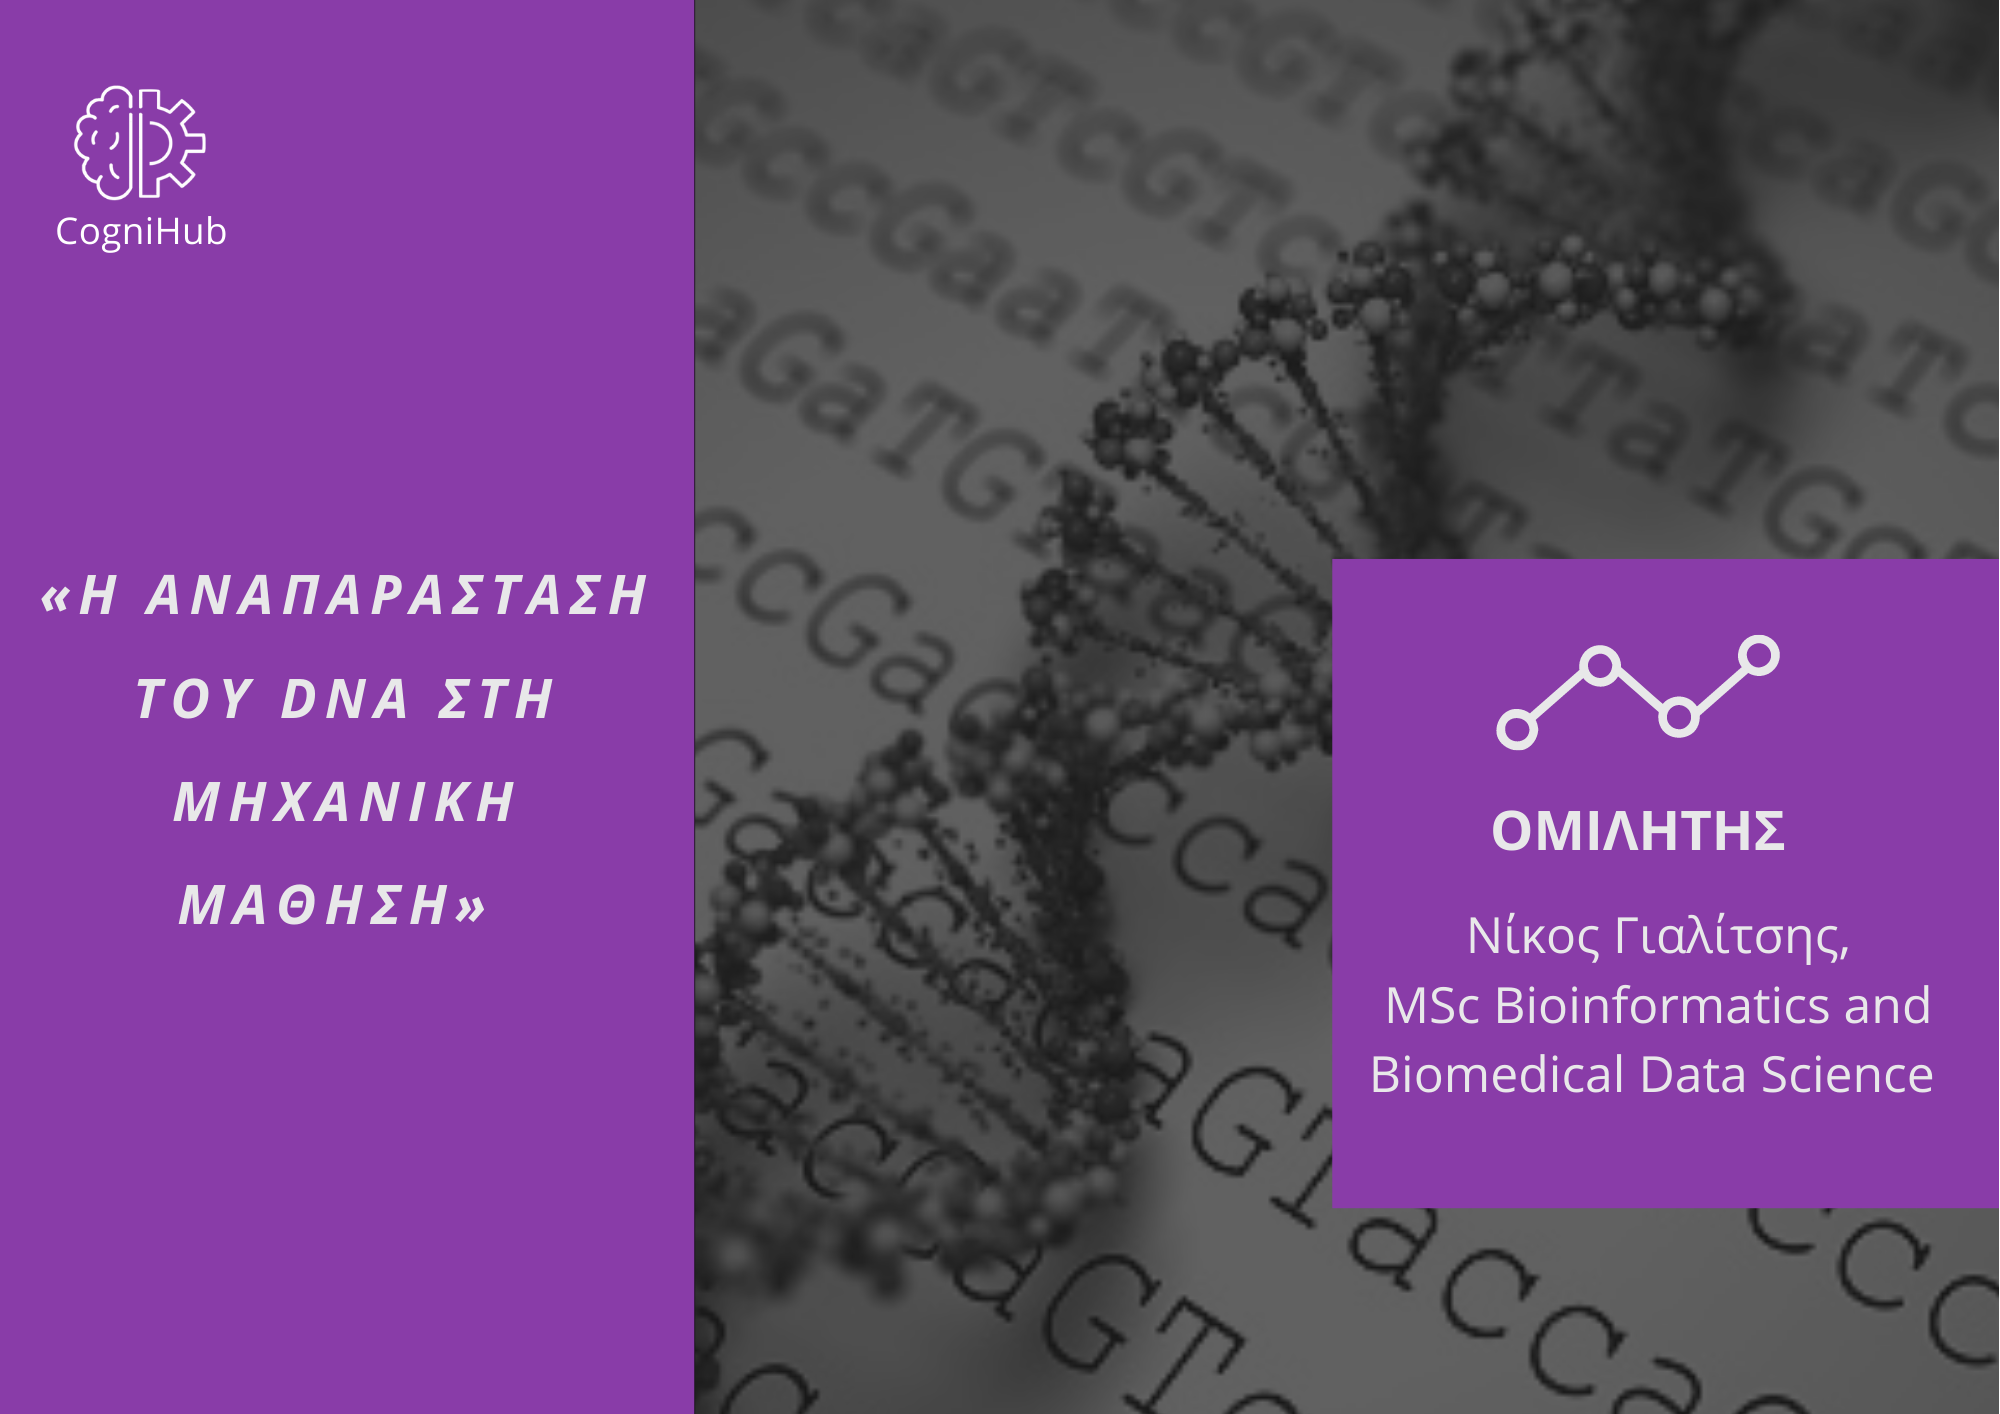 CogniHub
«Η ΑΝΑΠΑΡΑΣΤΑΣΗ
ΤΟΥ DNA ΣΤΗ
ΜΗΧΑΝΙΚΗ
ΜΑΘΗΣΗ»
ΟΜΙΛΗΤΗΣ
Νίκος Γιαλίτσης,
MSc Bioinformatics and
Biomedical Data Science